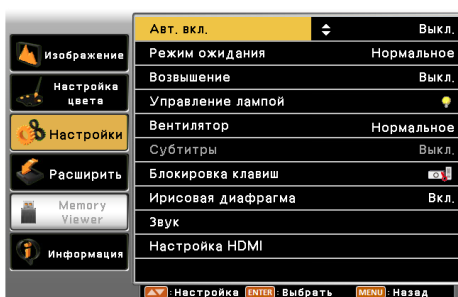 Изображение
Настройка
цвета
Настройки
Расширить
Memory
Viewer
Информация
Авт. вкл. Выкл.
Режим ожидания Нормальное
Возвышение Выкл.
Управление лампой
Вентилятор Нормальное
Субтитры Выкл.
Блокировка клавиш
Ирисовая диафрагма Вкл.
Звук
Настройка HDMI
:Настройка ENTER:Выбрать MENU:Назад